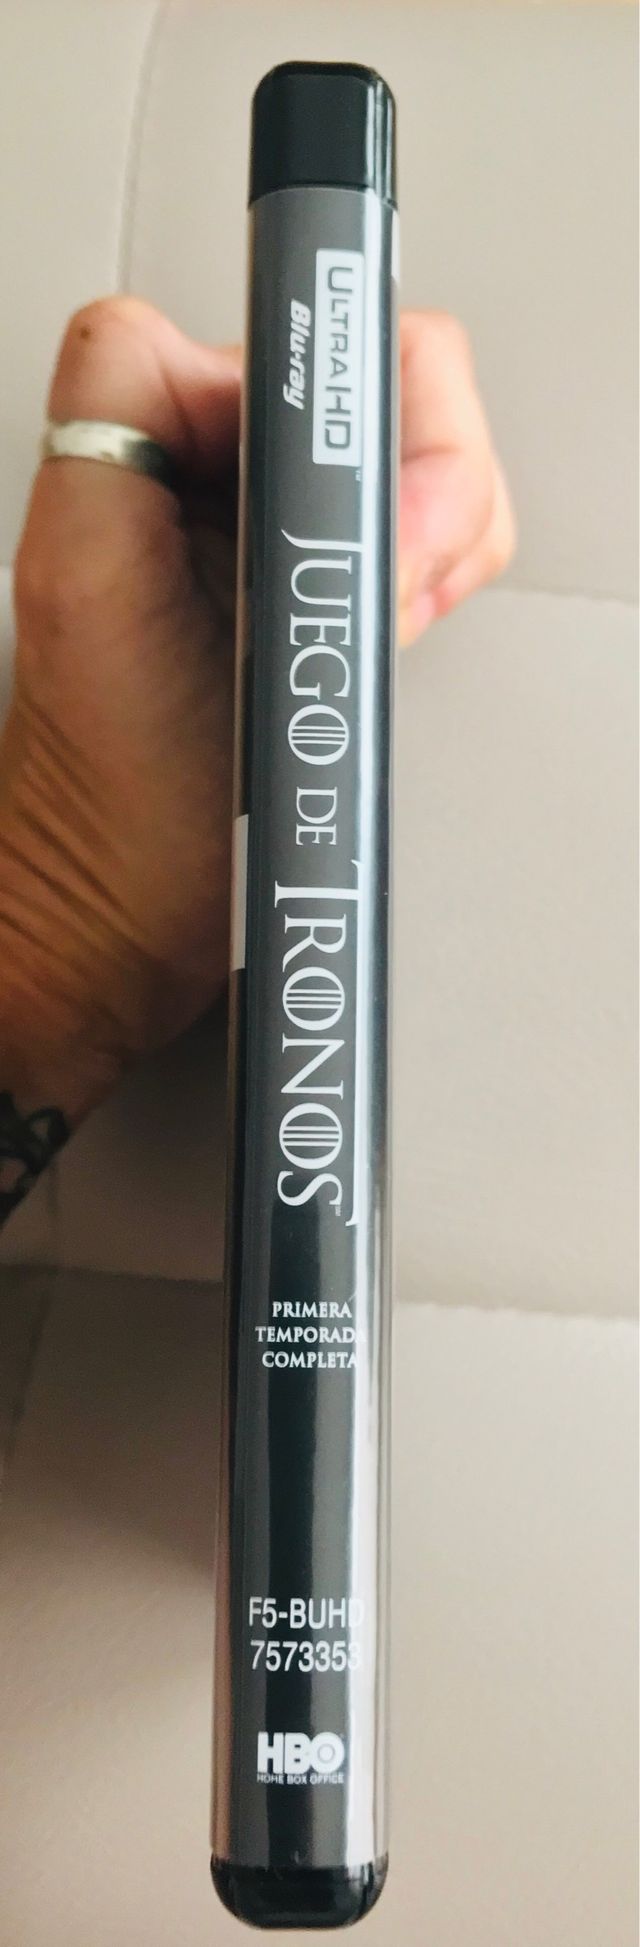 ULTRA HD
Blu-ray
JUEGO DE TRONOS
PRIMERA
TEMPORADA
COMPLETA
F5-BUHD
7573353
HBO
HOME BOX OFFICE